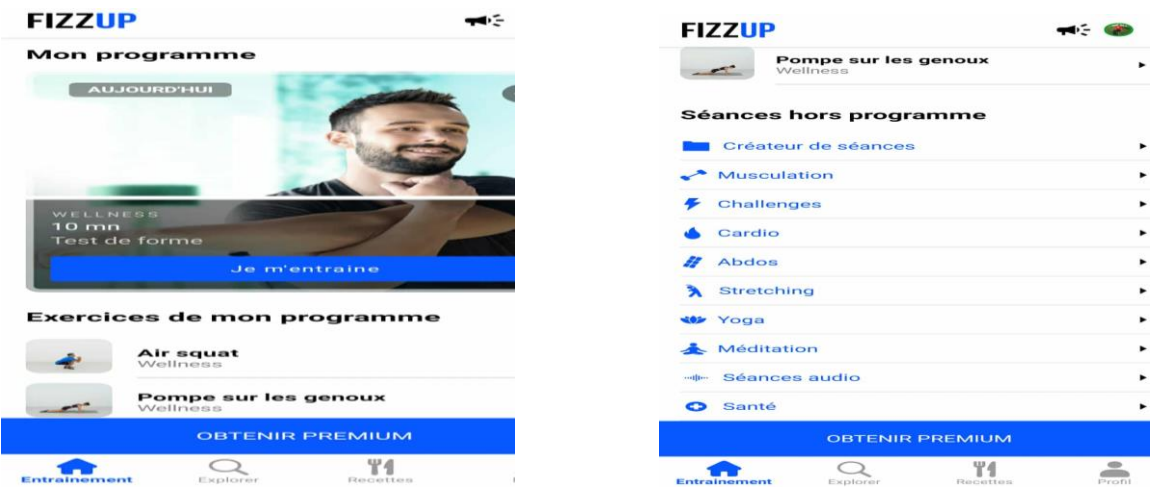 FIZZUP
Mon programme
AUJOURD'HUI
WELLNESS
10 mn
Test de forme
Je m'entraine
Exercices de mon programme
Air squat
Wellness
Pompe sur les genoux
Wellness
OBTENIR PREMIUM
Entrainement
Explorer
Recettes
FIZZUP
Pompe sur les genoux
Wellness
Séances hors programme
Créateur de séances
Musculation
Challenges
Cardio
Abdos
Stretching
Yoga
Méditation
Séances audio
Santé
OBTENIR PREMIUM
Entrainement
Explorer
Recettes
Profil